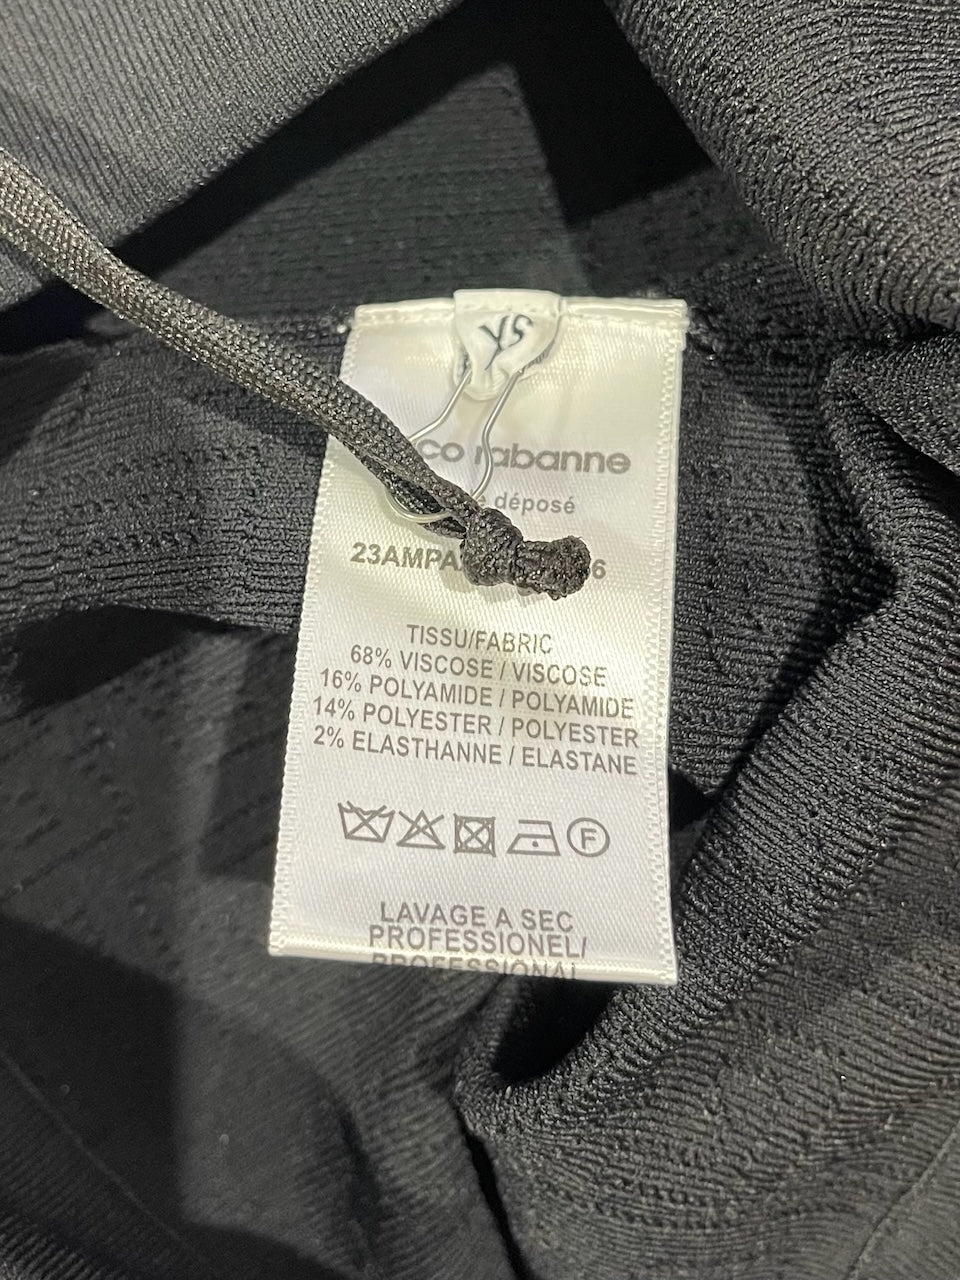 XS
co rabanne
déposé
23AMPA
6
TISSU/FABRIC
68% VISCOSE / VISCOSE
16% POLYAMIDE / POLYAMIDE
14% POLYESTER / POLYESTER
2% ELASTHANNE / ELASTANE
F
LAVAGE A SEC
PROFESSIONEL/
PROFESSIONAL